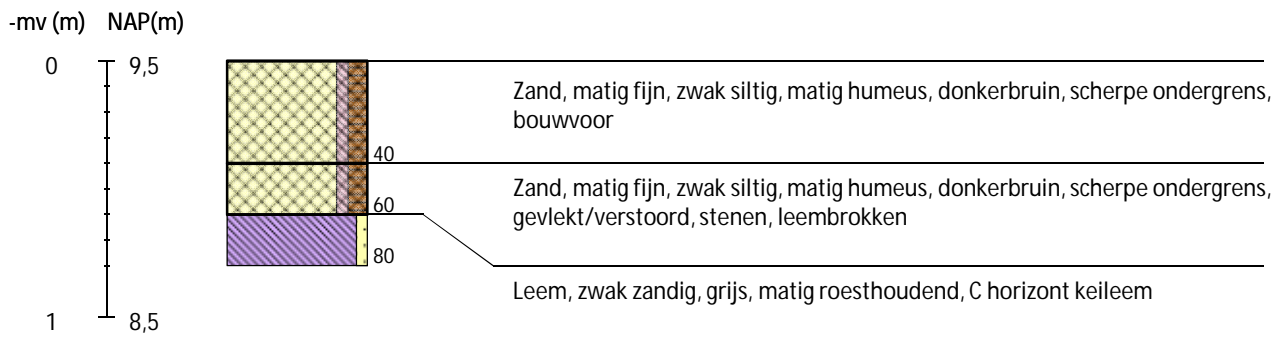 -mv (m) NAP(m)
0 9,5
Zand, matig fijn, zwak siltig, matig humeus, donkerbruin, scherpe ondergrens,
bouwvoor
40
Zand, matig fijn, zwak siltig, matig humeus, donkerbruin, scherpe ondergrens,
gevlekt/verstoord, stenen, leembrokken
60
80
Leem, zwak zandig, grijs, matig roesthoudend, C horizont keileem
1 8,5